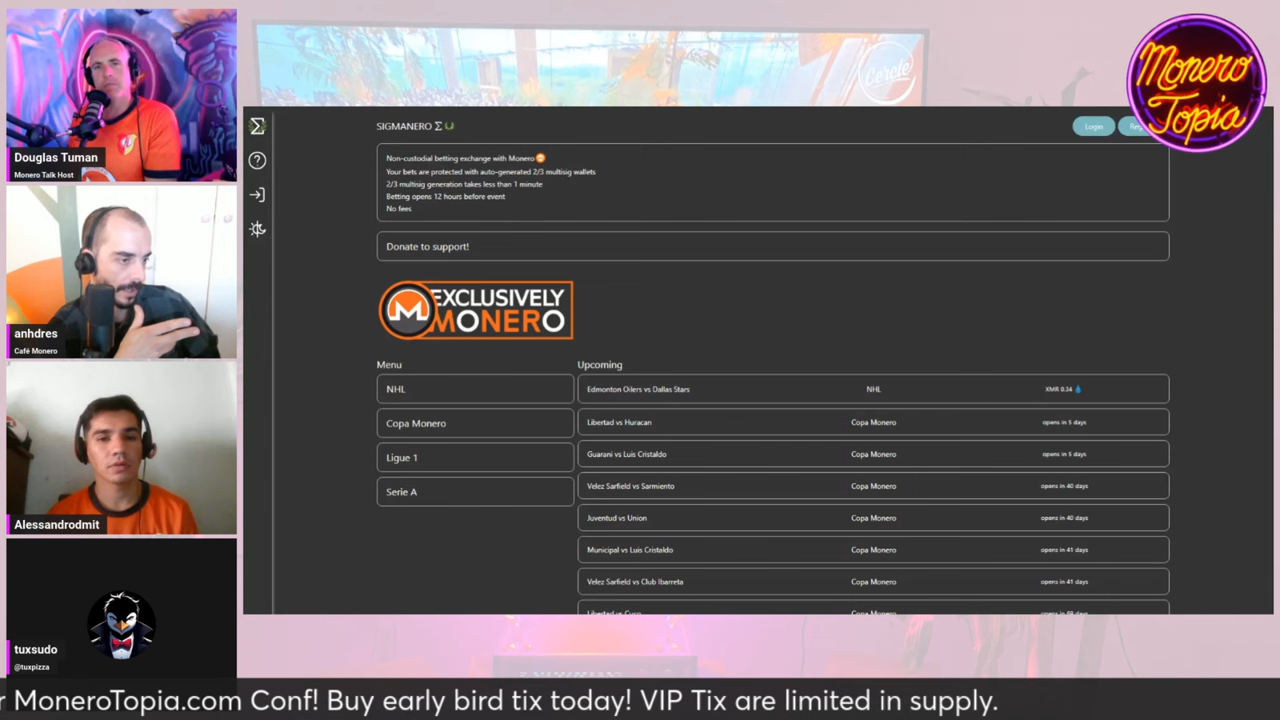 Douglas Tuman
Monero Talk Host
anhdres
Café Monero
Alessandrodmit
tuxsudo
@tuxpizza
Cercle
Monero
Topia
SIGMANERO Σ
Login
Non-custodial betting exchange with Monero
Your bets are protected with auto-generated 2/3 multisig wallets
2/3 multisig generation takes less than 1 minute
Betting opens 12 hours before event
No fees
Donate to support!
EXCLUSIVELY
MONERO
Menu
NHL
Copa Monero
Ligue 1
Serie A
Upcoming
Edmonton Oilers vs Dallas Stars NHL XMR 0.34
Libertad vs Huracan Copa Monero opens in 5 days
Guarani vs Luis Cristaldo Copa Monero opens in 5 days
Velez Sarfield vs Sarmiento Copa Monero opens in 40 days
Juventud vs Union Copa Monero opens in 40 days
Municipal vs Luis Cristaldo Copa Monero opens in 41 days
Velez Sarfield vs Club Ibarreta Copa Monero opens in 41 days
MoneroTopia.com Conf! Buy early bird tix today! VIP Tix are limited in supply.